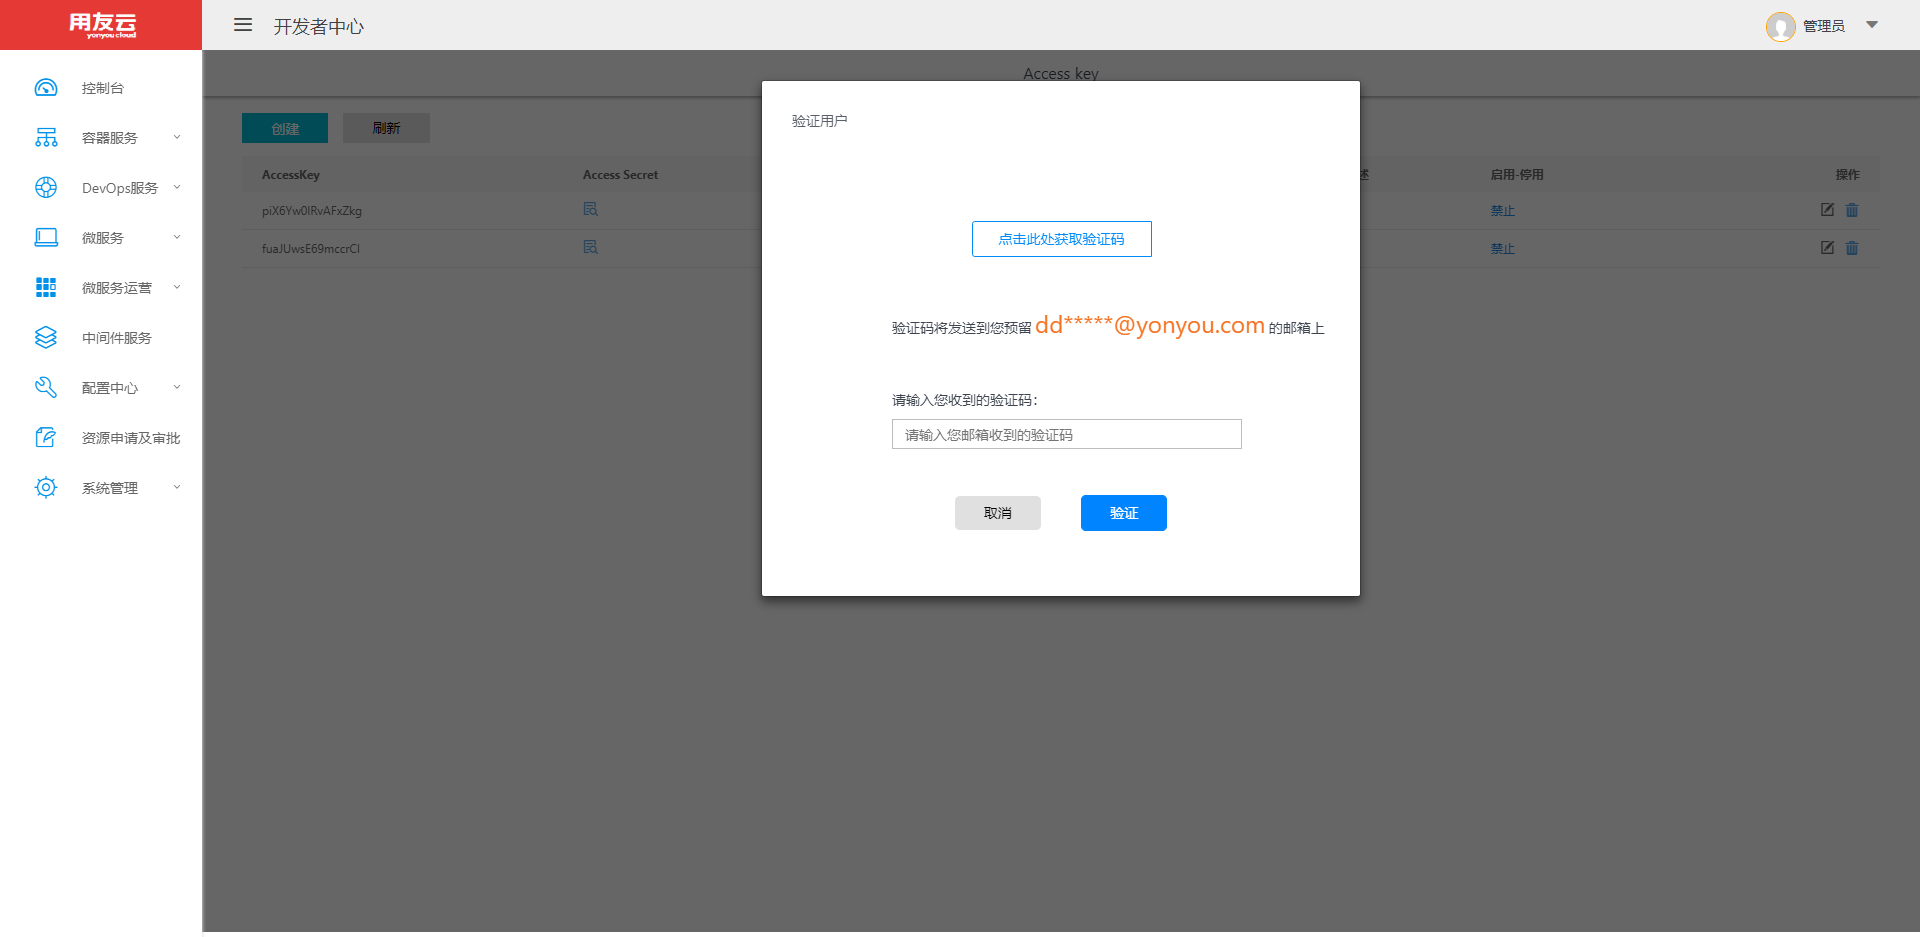 用友云
yonyou cloud
开发者中心
管理员
控制台
容器服务
DevOps服务
微服务
微服务运营
中间件服务
配置中心
资源申请及审批
系统管理
Access key
创建
刷新
AccessKey
Access Secret
述
启用-停用
操作
piX6Yw0IRvAFxZkg
禁止
fuaJUwsE69mccrCI
禁止
验证用户
点击此处获取验证码
验证码将发送到您预留 dd*****@yonyou.com 的邮箱上
请输入您收到的验证码：
请输入您邮箱收到的验证码
取消
验证